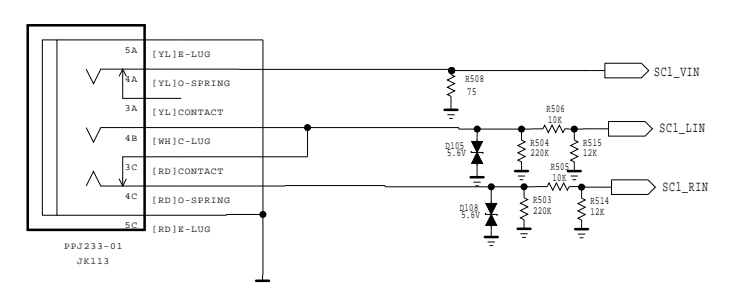 5A [YL]E-LUG
4A [YL]O-SPRING
3A [YL]CONTACT
4B [WH]C-LUG
3C [RD]CONTACT
4C [RD]O-SPRING
5C [RD]E-LUG
PPJ233-01
JK113
R508
75
SC1_VIN
D105
5.6V
R504
220K
R506
10K
R515
12K
SC1_LIN
D108
5.6V
R503
220K
R505
10K
R514
12K
SC1_RIN